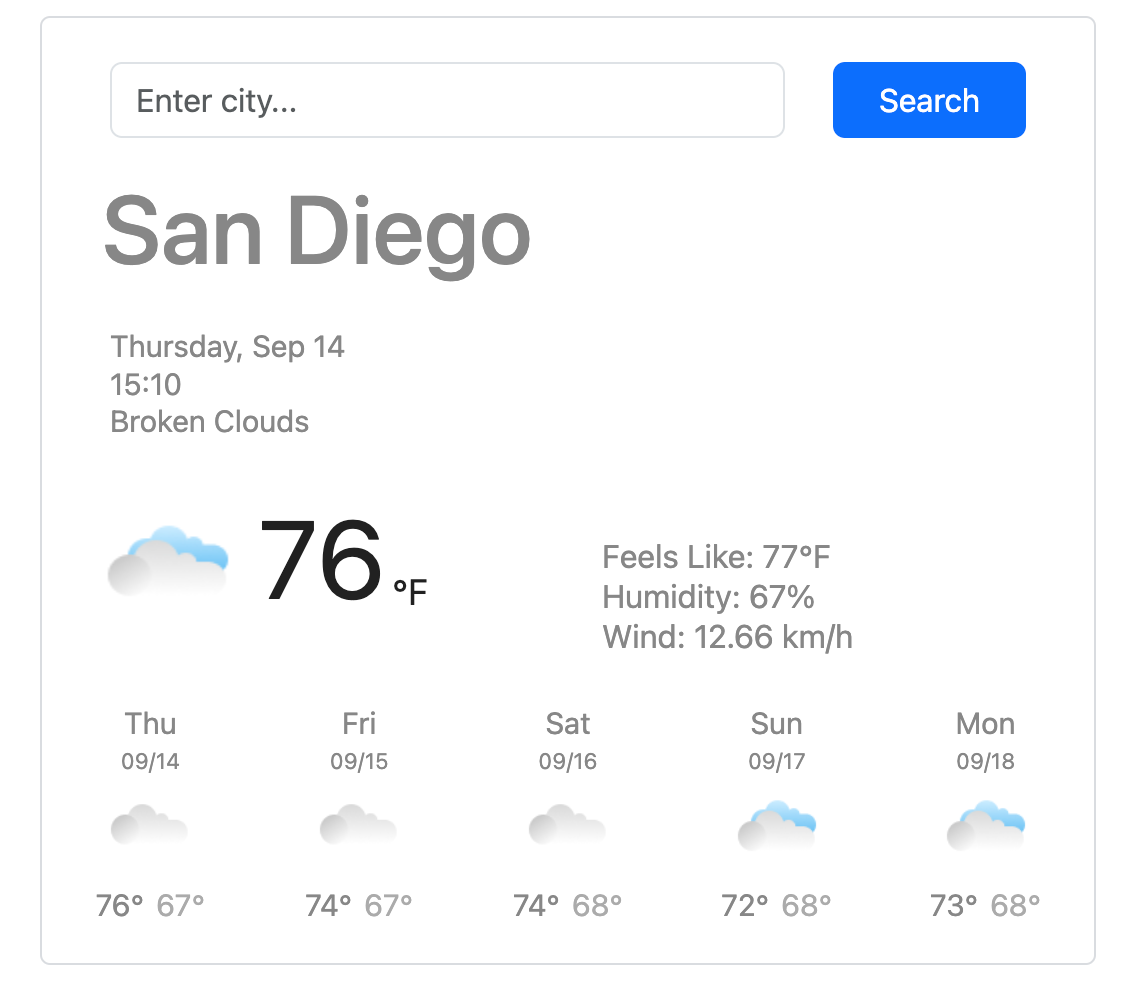 Enter city...
Search
San Diego
Thursday, Sep 14
15:10
Broken Clouds
76 °F
Feels Like: 77°F
Humidity: 67%
Wind: 12.66 km/h
Thu Fri Sat Sun Mon
09/14 09/15 09/16 09/17 09/18
76° 67° 74° 67° 74° 68° 72° 68° 73° 68°